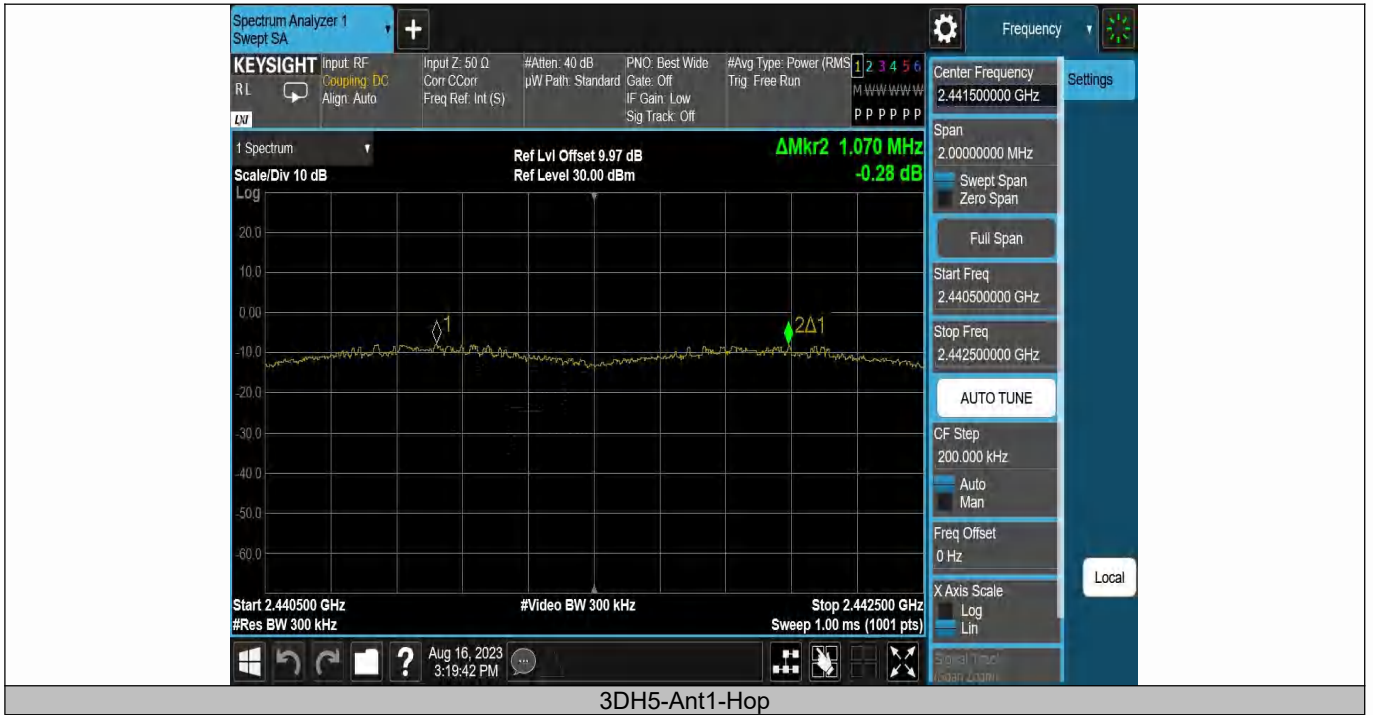 Spectrum Analyzer 1
Swept SA
Frequency
KEYSIGHT
RL
LXI
Input: RF
Coupling: DC
Align: Auto
Input Z: 50 Ω
Corr CCorr
Freq Ref: Int (S)
#Atten: 40 dB
µW Path: Standard
PNO: Best Wide
Gate: Off
IF Gain: Low
Sig Track: Off
#Avg Type: Power (RMS
Trig: Free Run
1 2 3 4 5 6
M W W W W W
P P P P P P
1 Spectrum
Scale/Div 10 dB
Ref Lvl Offset 9.97 dB
Ref Level 30.00 dBm
ΔMkr2 1.070 MHz
-0.28 dB
Log
20.0
10.0
0.00
-10.0
-20.0
-30.0
-40.0
-50.0
-60.0
1
2Δ1
Start 2.440500 GHz
#Res BW 300 kHz
#Video BW 300 kHz
Stop 2.442500 GHz
Sweep 1.00 ms (1001 pts)
Aug 16, 2023
3:19:42 PM
Center Frequency
2.441500000 GHz
Settings
Span
2.00000000 MHz
Swept Span
Zero Span
Full Span
Start Freq
2.440500000 GHz
Stop Freq
2.442500000 GHz
AUTO TUNE
CF Step
200.000 kHz
Auto
Man
Freq Offset
0 Hz
X Axis Scale
Log
Lin
Local
Signal Track
(Span Zoom)
3DH5-Ant1-Hop